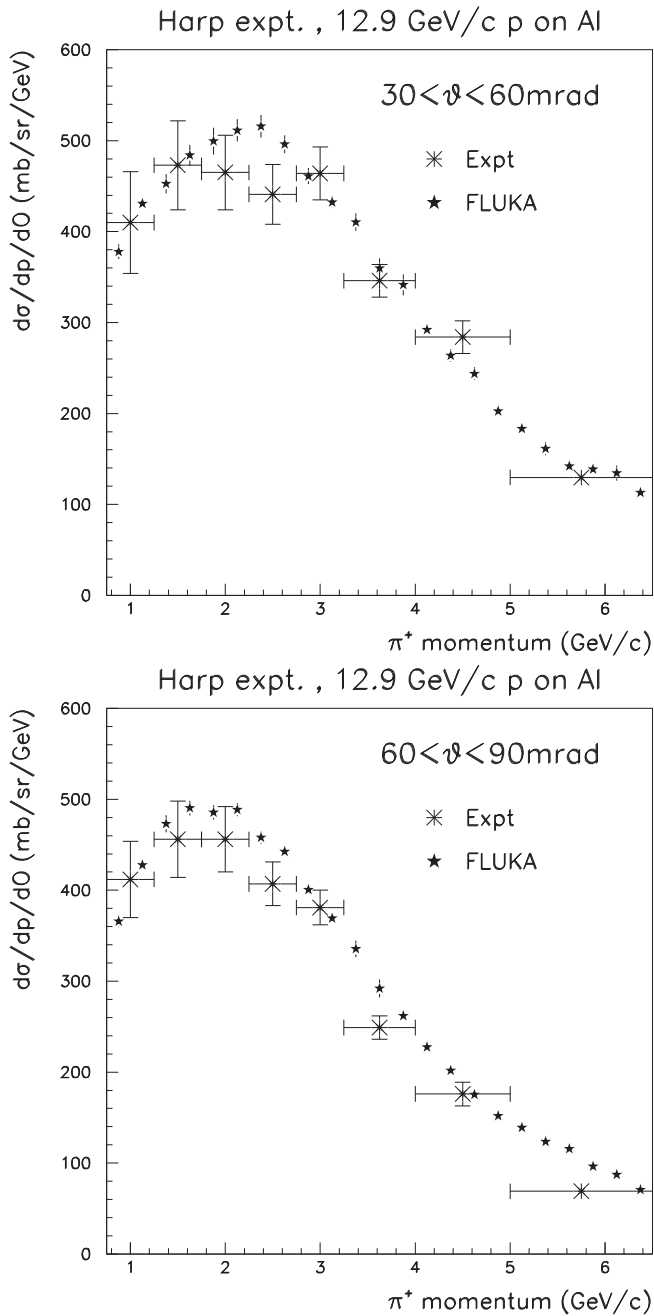 Harp expt. , 12.9 GeV/c p on Al
600
500
400
300
200
100
0
dσ/dp/dO (mb/sr/GeV)
30<ϑ<60mrad
Expt
FLUKA
1 2 3 4 5 6
π⁺ momentum (GeV/c)
Harp expt. , 12.9 GeV/c p on Al
600
500
400
300
200
100
0
dσ/dp/dO (mb/sr/GeV)
60<ϑ<90mrad
Expt
FLUKA
1 2 3 4 5 6
π⁺ momentum (GeV/c)